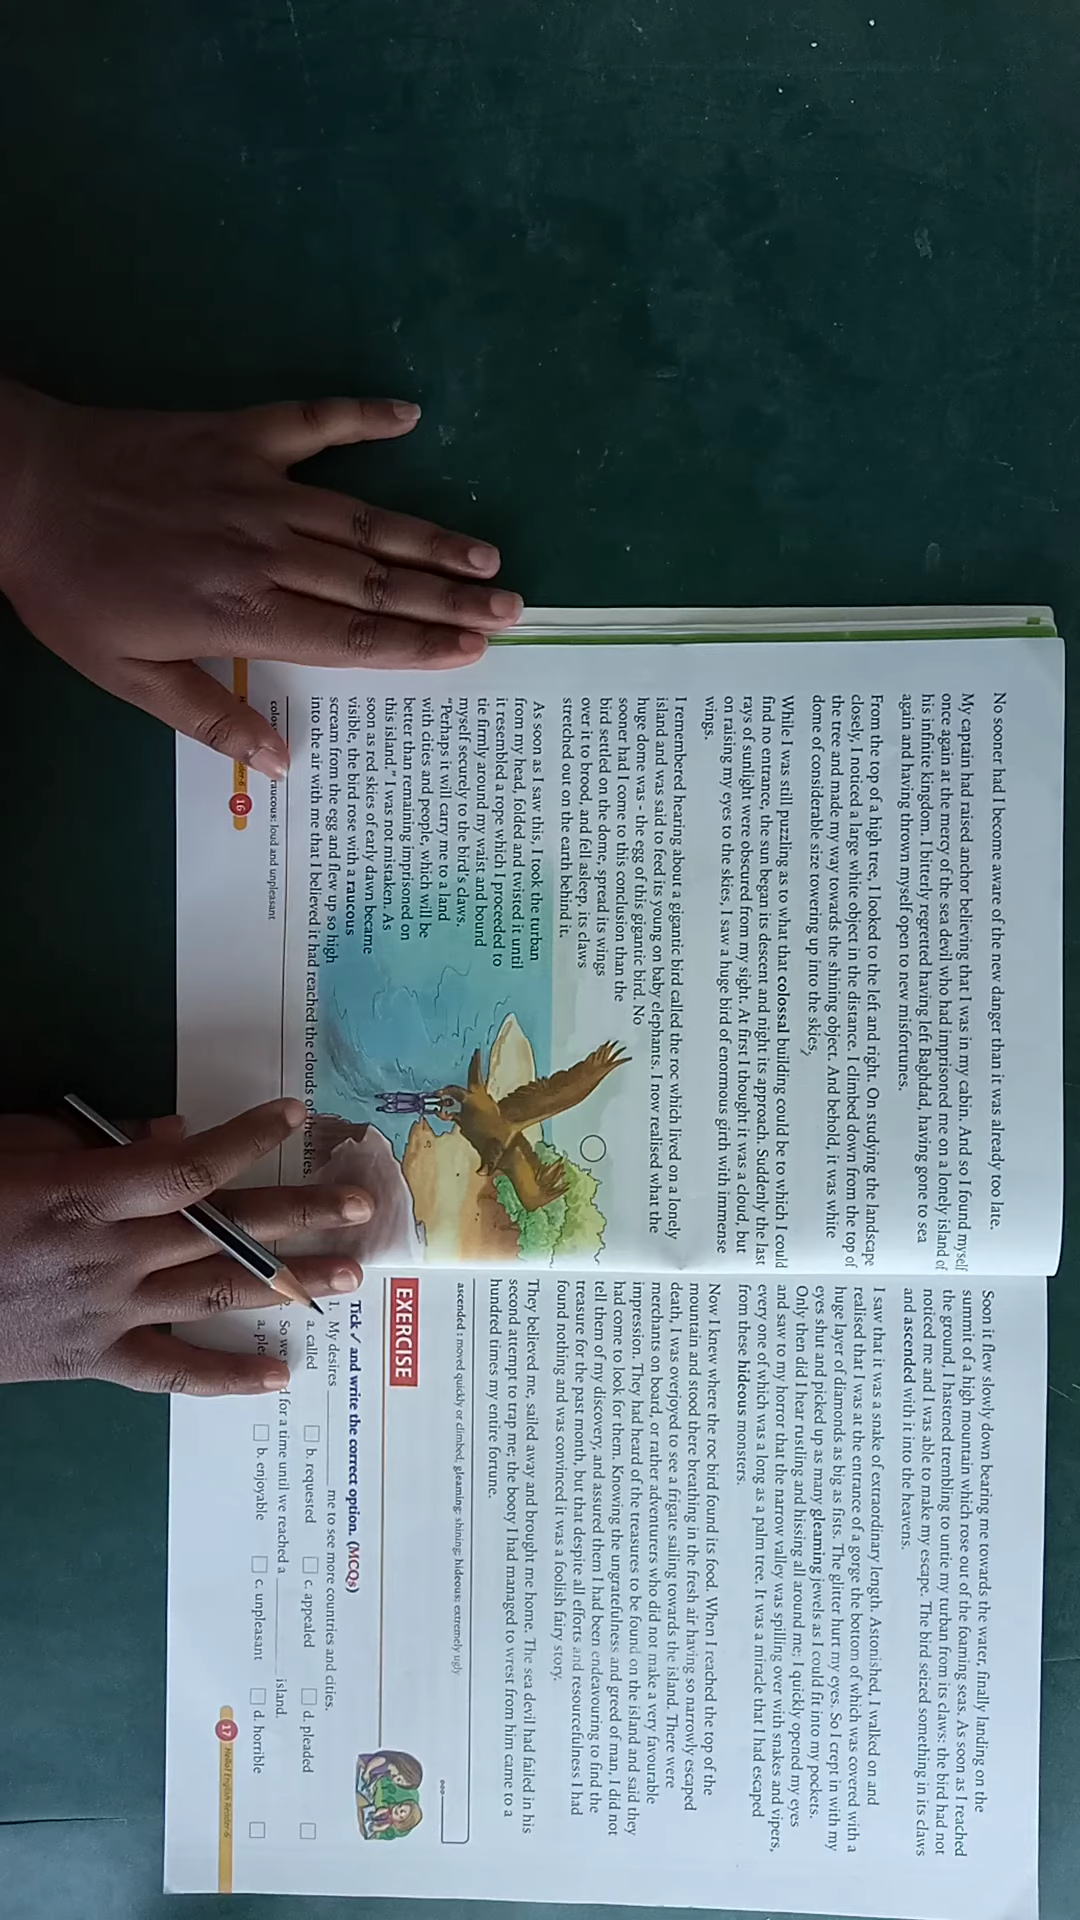 No sooner had I become aware of the new danger than it was already too late.
My captain had raised anchor believing that I was in my cabin. And so I found myself
once again at the mercy of the sea devil who had imprisoned me on a lonely island of
his infinite kingdom. I bitterly regretted having left Baghdad, having gone to sea
again and having thrown myself open to new misfortunes.
From the top of a high tree, I looked to the left and right. On studying the landscape
closely, I noticed a large white object in the distance. I climbed down from the top of
the tree and made my way towards the shining object. And behold, it was white
dome of considerable size towering up into the skies,
While I was still puzzling as to what that colossal building could be to which I could
find no entrance, the sun began its descent and night its approach. Suddenly the last
rays of sunlight were obscured from my sight. At first I thought it was a cloud, but
on raising my eyes to the skies, I saw a huge bird of enormous girth with immense
wings.
I remembered hearing about a gigantic bird called the roc which lived on a lonely
island and was said to feed its young on baby elephants. I now realised what the
huge dome was - the egg of this gigantic bird. No
sooner had I come to this conclusion than the
bird settled on the dome, spread its wings
over it to brood, and fell asleep, its claws
stretched out on the earth behind it.
As soon as I saw this, I took the turban
from my head, folded and twisted it until
it resembled a rope which I proceeded to
tie firmly around my waist and bound
myself securely to the bird's claws.
"Perhaps it will carry me to a land
with cities and people, which will be
better than remaining imprisoned on
this island." I was not mistaken. As
soon as red skies of early dawn became
visible, the bird rose with a raucous
scream from the egg and flew up so high
into the air with me that I believed it had reached the clouds of the skies.
raucous: loud and unpleasant
16
Soon it flew slowly down bearing me towards the water, finally landing on the
summit of a high mountain which rose out of the foaming seas. As soon as I reached
the ground, I hastened trembling to untie my turban from its claws: the bird had not
noticed me and I was able to make my escape. The bird seized something in its claws
and ascended with it into the heavens.
I saw that it was a snake of extraordinary length. Astonished, I walked on and
realised that I was at the entrance of a gorge the bottom of which was covered with a
huge layer of diamonds as big as fists. The glitter hurt my eyes. So I crept in with my
eyes shut and picked up as many gleaming jewels as I could fit into my pockets.
Only then did I hear rustling and hissing all around me; I quickly opened my eyes
and saw to my horror that the narrow valley was spilling over with snakes and vipers,
every one of which was a long as a palm tree. It was a miracle that I had escaped
from these hideous monsters.
Now I knew where the roc bird found its food. When I reached the top of the
mountain and stood there breathing in the fresh air having so narrowly escaped
death, I was overjoyed to see a frigate sailing towards the island. There were
merchants on board, or rather adventurers who did not make a very favourable
impression. They had heard of the treasures to be found on the island and said they
had come to look for them. Knowing the ungratefulness and greed of man, I did not
tell them of my discovery, and assured them I had been endeavouring to find the
treasure for the past month, but that despite all efforts and resourcefulness I had
found nothing and was convinced it was a foolish fairy story.
They believed me, sailed away and brought me home. The sea devil had failed in his
second attempt to trap me; the booty I had managed to wrest from him came to a
hundred times my entire fortune.
ascended : moved quickly or climbed, gleaming: shining; hideous: extremely ugly
EXERCISE
Tick ✓ and write the correct option. (MCQs)
1. My desires ________ me to see more countries and cities.
a. called b. requested c. appealed d. pleaded
So we for a time until we reached a ________ island.
a. b. enjoyable c. unpleasant d. horrible
17 Hello! English Reader-6